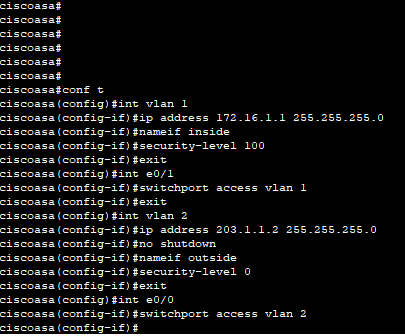 ciscoasa#
ciscoasa#
ciscoasa#
ciscoasa#
ciscoasa#
ciscoasa#
ciscoasa#conf t
ciscoasa(config)#int vlan 1
ciscoasa(config-if)#ip address 172.16.1.1 255.255.255.0
ciscoasa(config-if)#nameif inside
ciscoasa(config-if)#security-level 100
ciscoasa(config-if)#exit
ciscoasa(config)#int e0/1
ciscoasa(config-if)#switchport access vlan 1
ciscoasa(config-if)#exit
ciscoasa(config)#int vlan 2
ciscoasa(config-if)#ip address 203.1.1.2 255.255.255.0
ciscoasa(config-if)#no shutdown
ciscoasa(config-if)#nameif outside
ciscoasa(config-if)#security-level 0
ciscoasa(config-if)#exit
ciscoasa(config)#int e0/0
ciscoasa(config-if)#switchport access vlan 2
ciscoasa(config-if)#